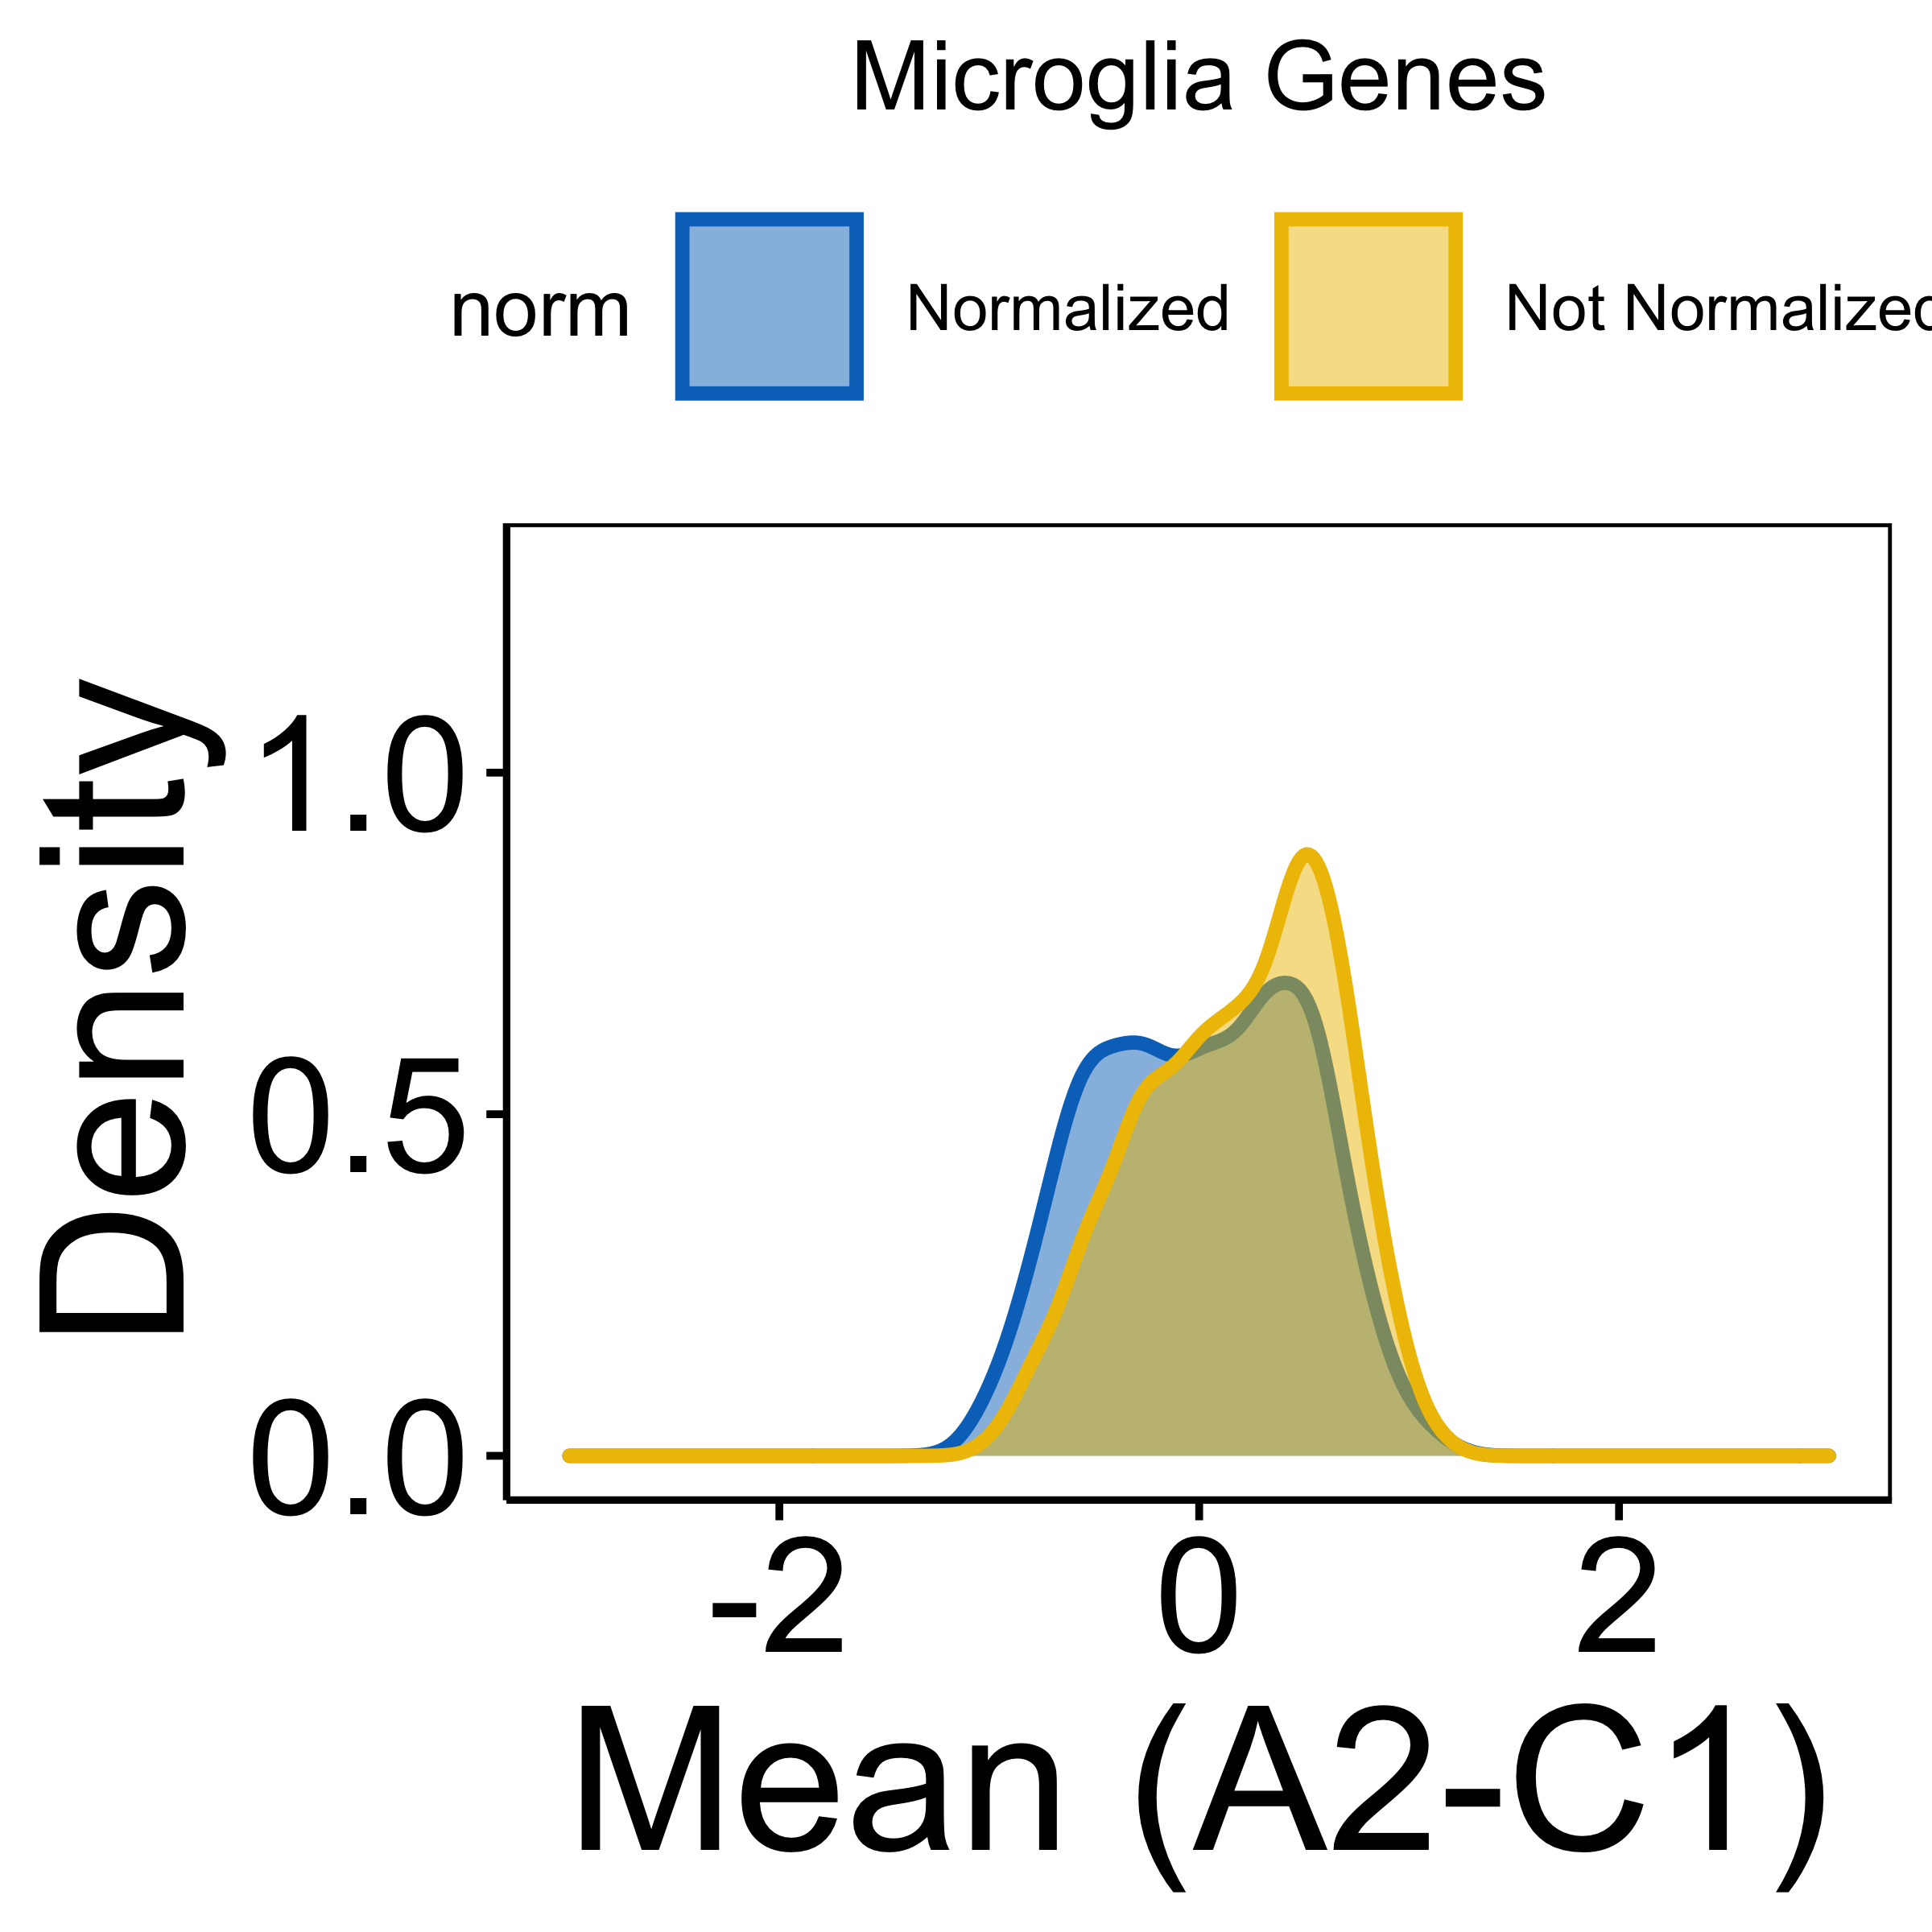 Microglia Genes
norm Normalized Not Normalized
Density
1.0
0.5
0.0
-2 0 2
Mean (A2-C1)